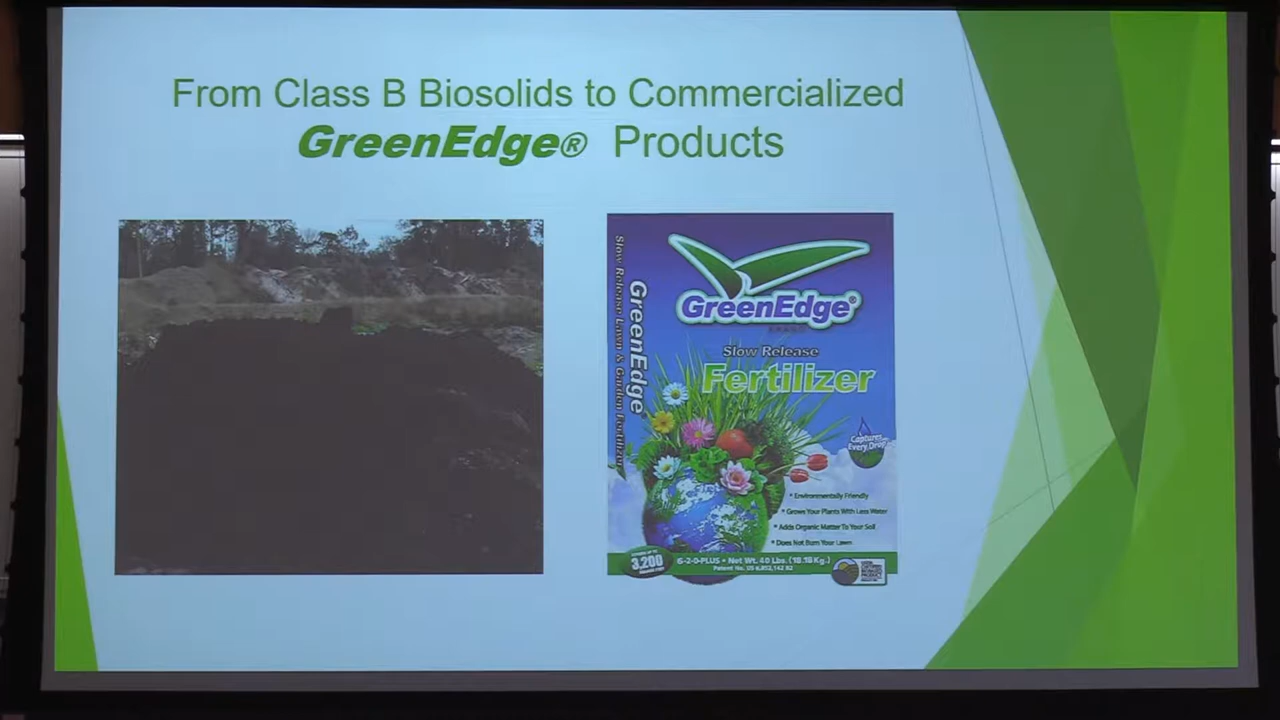 From Class B Biosolids to Commercialized
GreenEdge® Products
Slow Release Lawn & Garden Fertilizer
GreenEdge
GreenEdge®
BRAND
Slow Release
Fertilizer
Captures
Every Drop
* Environmentally Friendly
* Grows Your Plants With Less Water
* Adds Organic Matter To Your Soil
* Does Not Burn Your Lawn
3,200
6-2-0-PLUS • Net Wt. 40 Lbs. (18.18 Kg.)
Patent No. US 6,852,142 B2